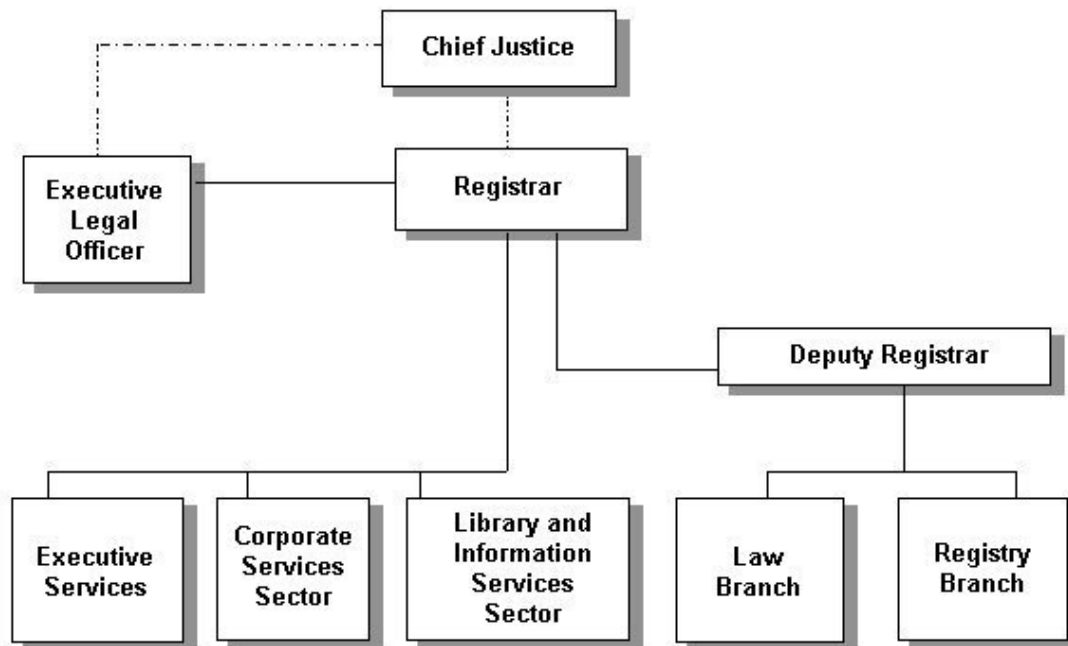 Chief Justice
Executive
Legal
Officer
Registrar
Deputy Registrar
Executive
Services
Corporate
Services
Sector
Library and
Information
Services
Sector
Law
Branch
Registry
Branch